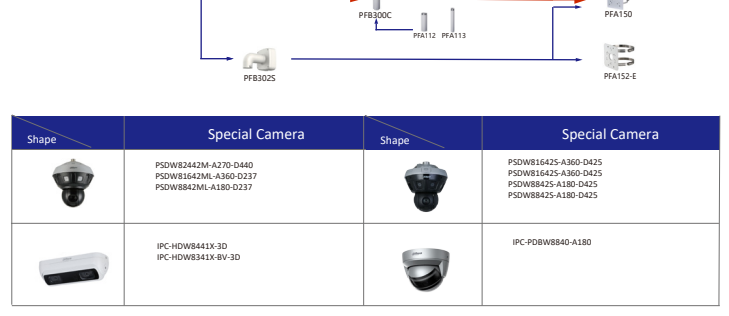 PFB300C
PFA150
PFA112 PFA113
PFB302S
PFA152-E
Shape Special Camera Shape Special Camera
PSDW82442M-A270-D440
PSDW81642ML-A360-D237
PSDW8842ML-A180-D237
PSDW81642S-A360-D425
PSDW81642S-A360-D425
PSDW8842S-A180-D425
PSDW8842S-A180-D425
IPC-HDW8441X-3D
IPC-HDW8341X-BV-3D
IPC-PDBW8840-A180